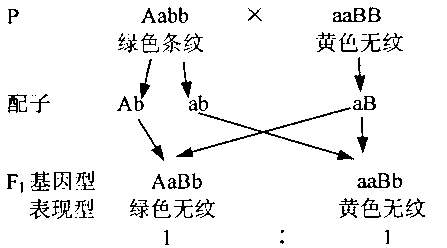 P Aabb × aaBB
绿色条纹 黄色无纹
配子 Ab ab aB
F₁基因型 AaBb aaBb
表现型 绿色无纹 黄色无纹
1 : 1